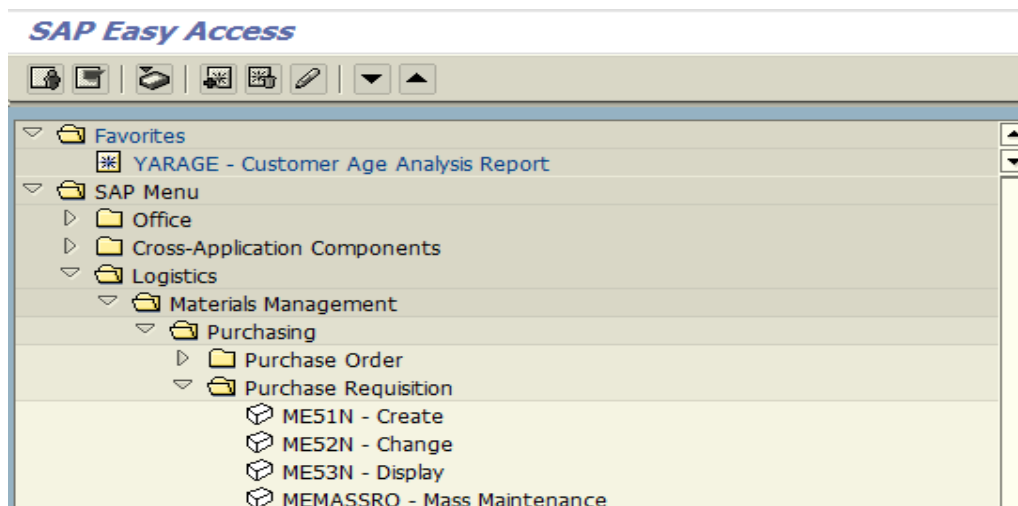 SAP Easy Access
Favorites
YARAGE - Customer Age Analysis Report
SAP Menu
Office
Cross-Application Components
Logistics
Materials Management
Purchasing
Purchase Order
Purchase Requisition
ME51N - Create
ME52N - Change
ME53N - Display
MEMASSRQ - Mass Maintenance